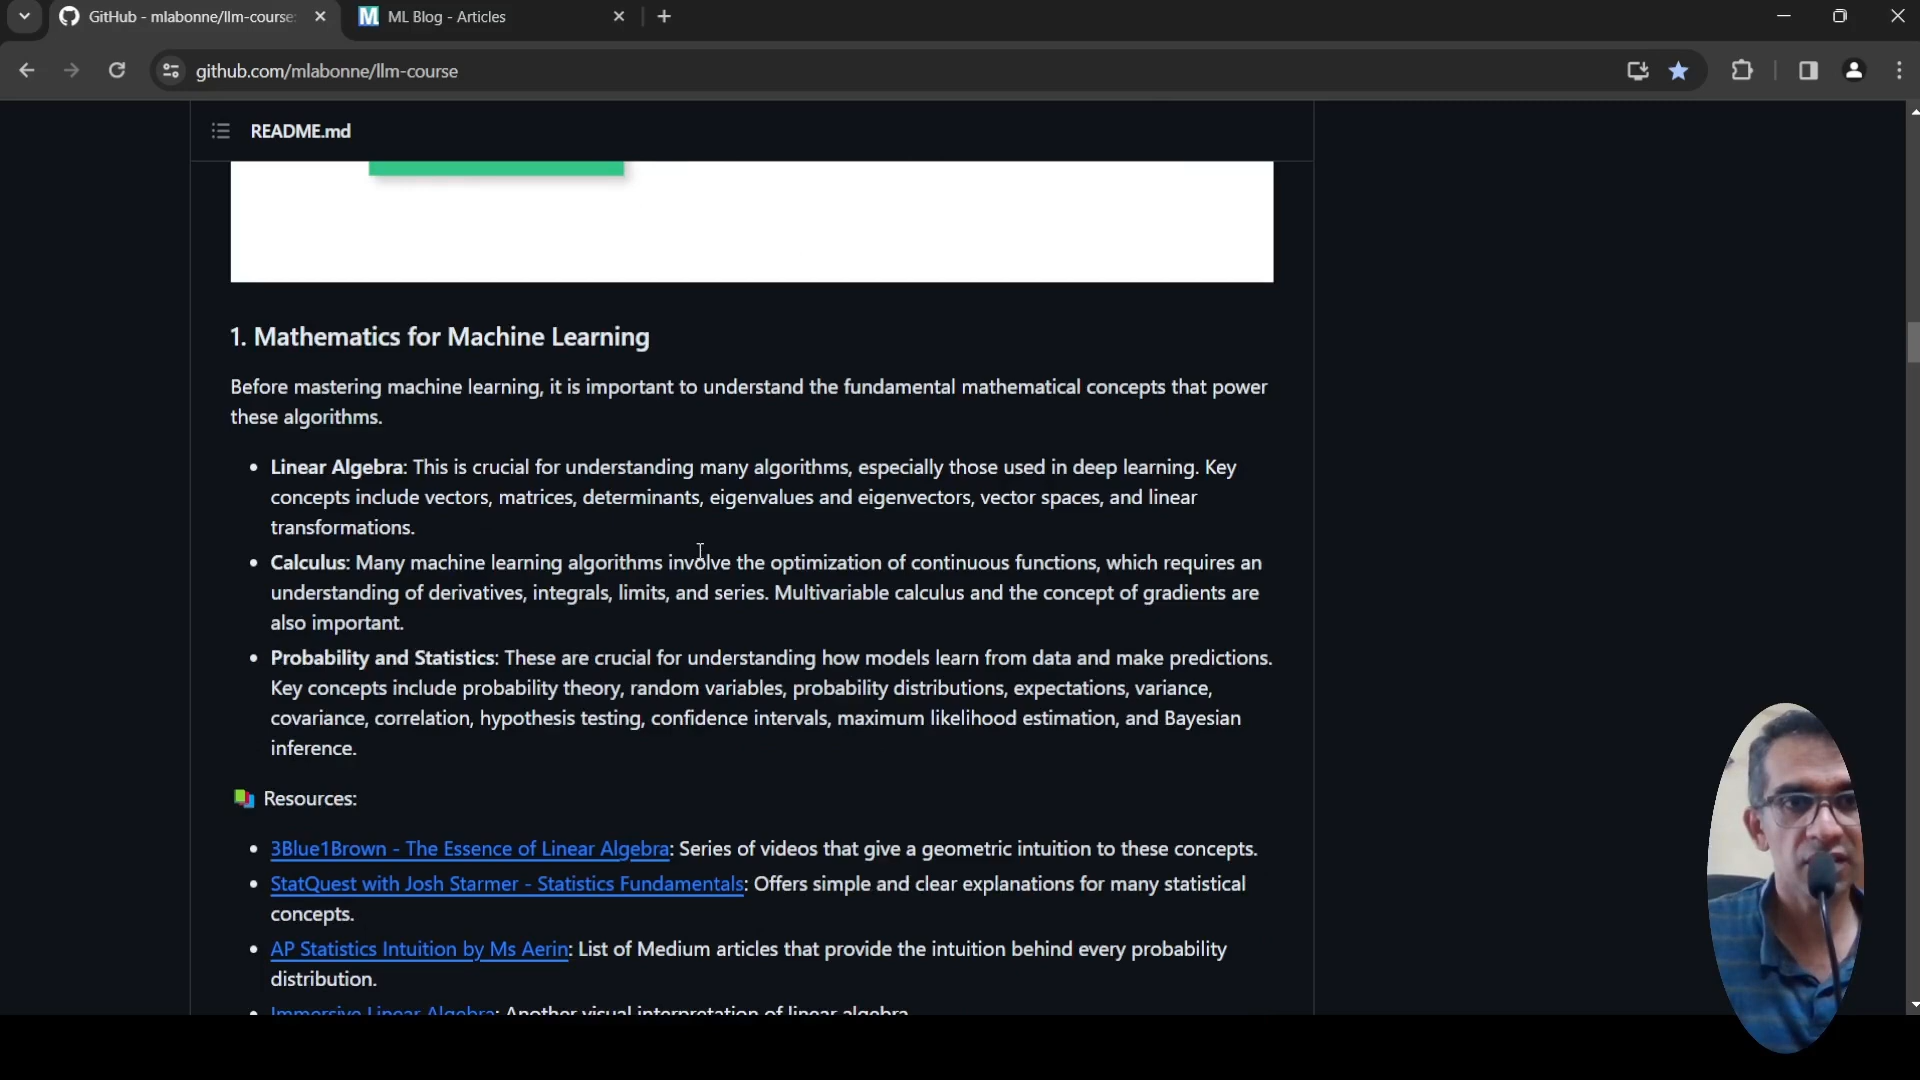 GitHub - mlabonne/llm-course:
ML Blog - Articles
github.com/mlabonne/llm-course
README.md
1. Mathematics for Machine Learning
Before mastering machine learning, it is important to understand the fundamental mathematical concepts that power
these algorithms.
• Linear Algebra: This is crucial for understanding many algorithms, especially those used in deep learning. Key
concepts include vectors, matrices, determinants, eigenvalues and eigenvectors, vector spaces, and linear
transformations.
• Calculus: Many machine learning algorithms involve the optimization of continuous functions, which requires an
understanding of derivatives, integrals, limits, and series. Multivariable calculus and the concept of gradients are
also important.
• Probability and Statistics: These are crucial for understanding how models learn from data and make predictions.
Key concepts include probability theory, random variables, probability distributions, expectations, variance,
covariance, correlation, hypothesis testing, confidence intervals, maximum likelihood estimation, and Bayesian
inference.
📚 Resources:
• 3Blue1Brown - The Essence of Linear Algebra: Series of videos that give a geometric intuition to these concepts.
• StatQuest with Josh Starmer - Statistics Fundamentals: Offers simple and clear explanations for many statistical
concepts.
• AP Statistics Intuition by Ms Aerin: List of Medium articles that provide the intuition behind every probability
distribution.
• Immersive Linear Algebra: Another visual interpretation of linear algebra.